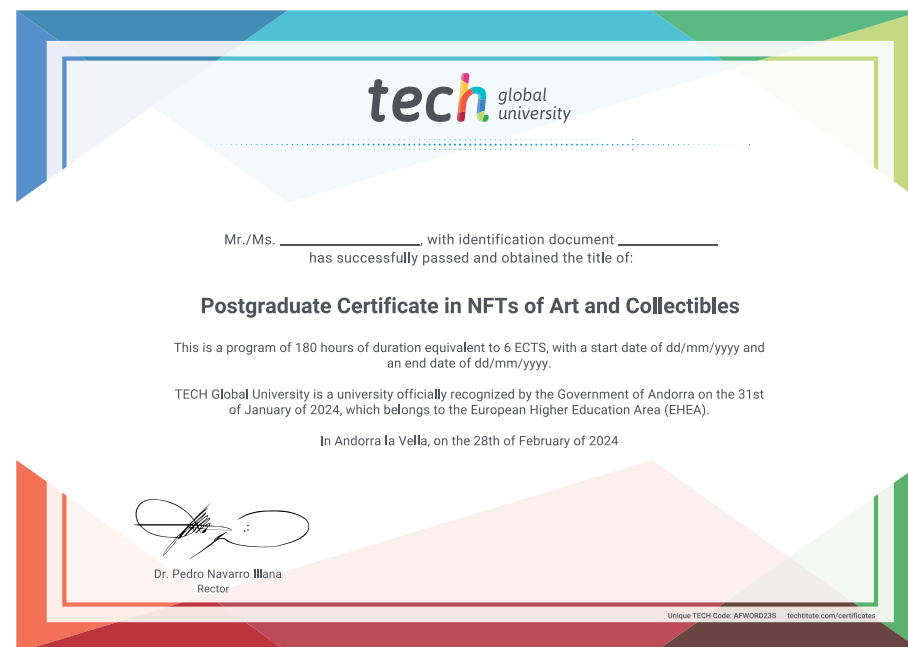 tech global university
Mr./Ms. ____________________, with identification document ______________
has successfully passed and obtained the title of:
Postgraduate Certificate in NFTs of Art and Collectibles
This is a program of 180 hours of duration equivalent to 6 ECTS, with a start date of dd/mm/yyyy and
an end date of dd/mm/yyyy.
TECH Global University is a university officially recognized by the Government of Andorra on the 31st
of January of 2024, which belongs to the European Higher Education Area (EHEA).
In Andorra la Vella, on the 28th of February of 2024
Dr. Pedro Navarro Illana
Rector
Unique TECH Code: AFWORD23S techtitute.com/certificates